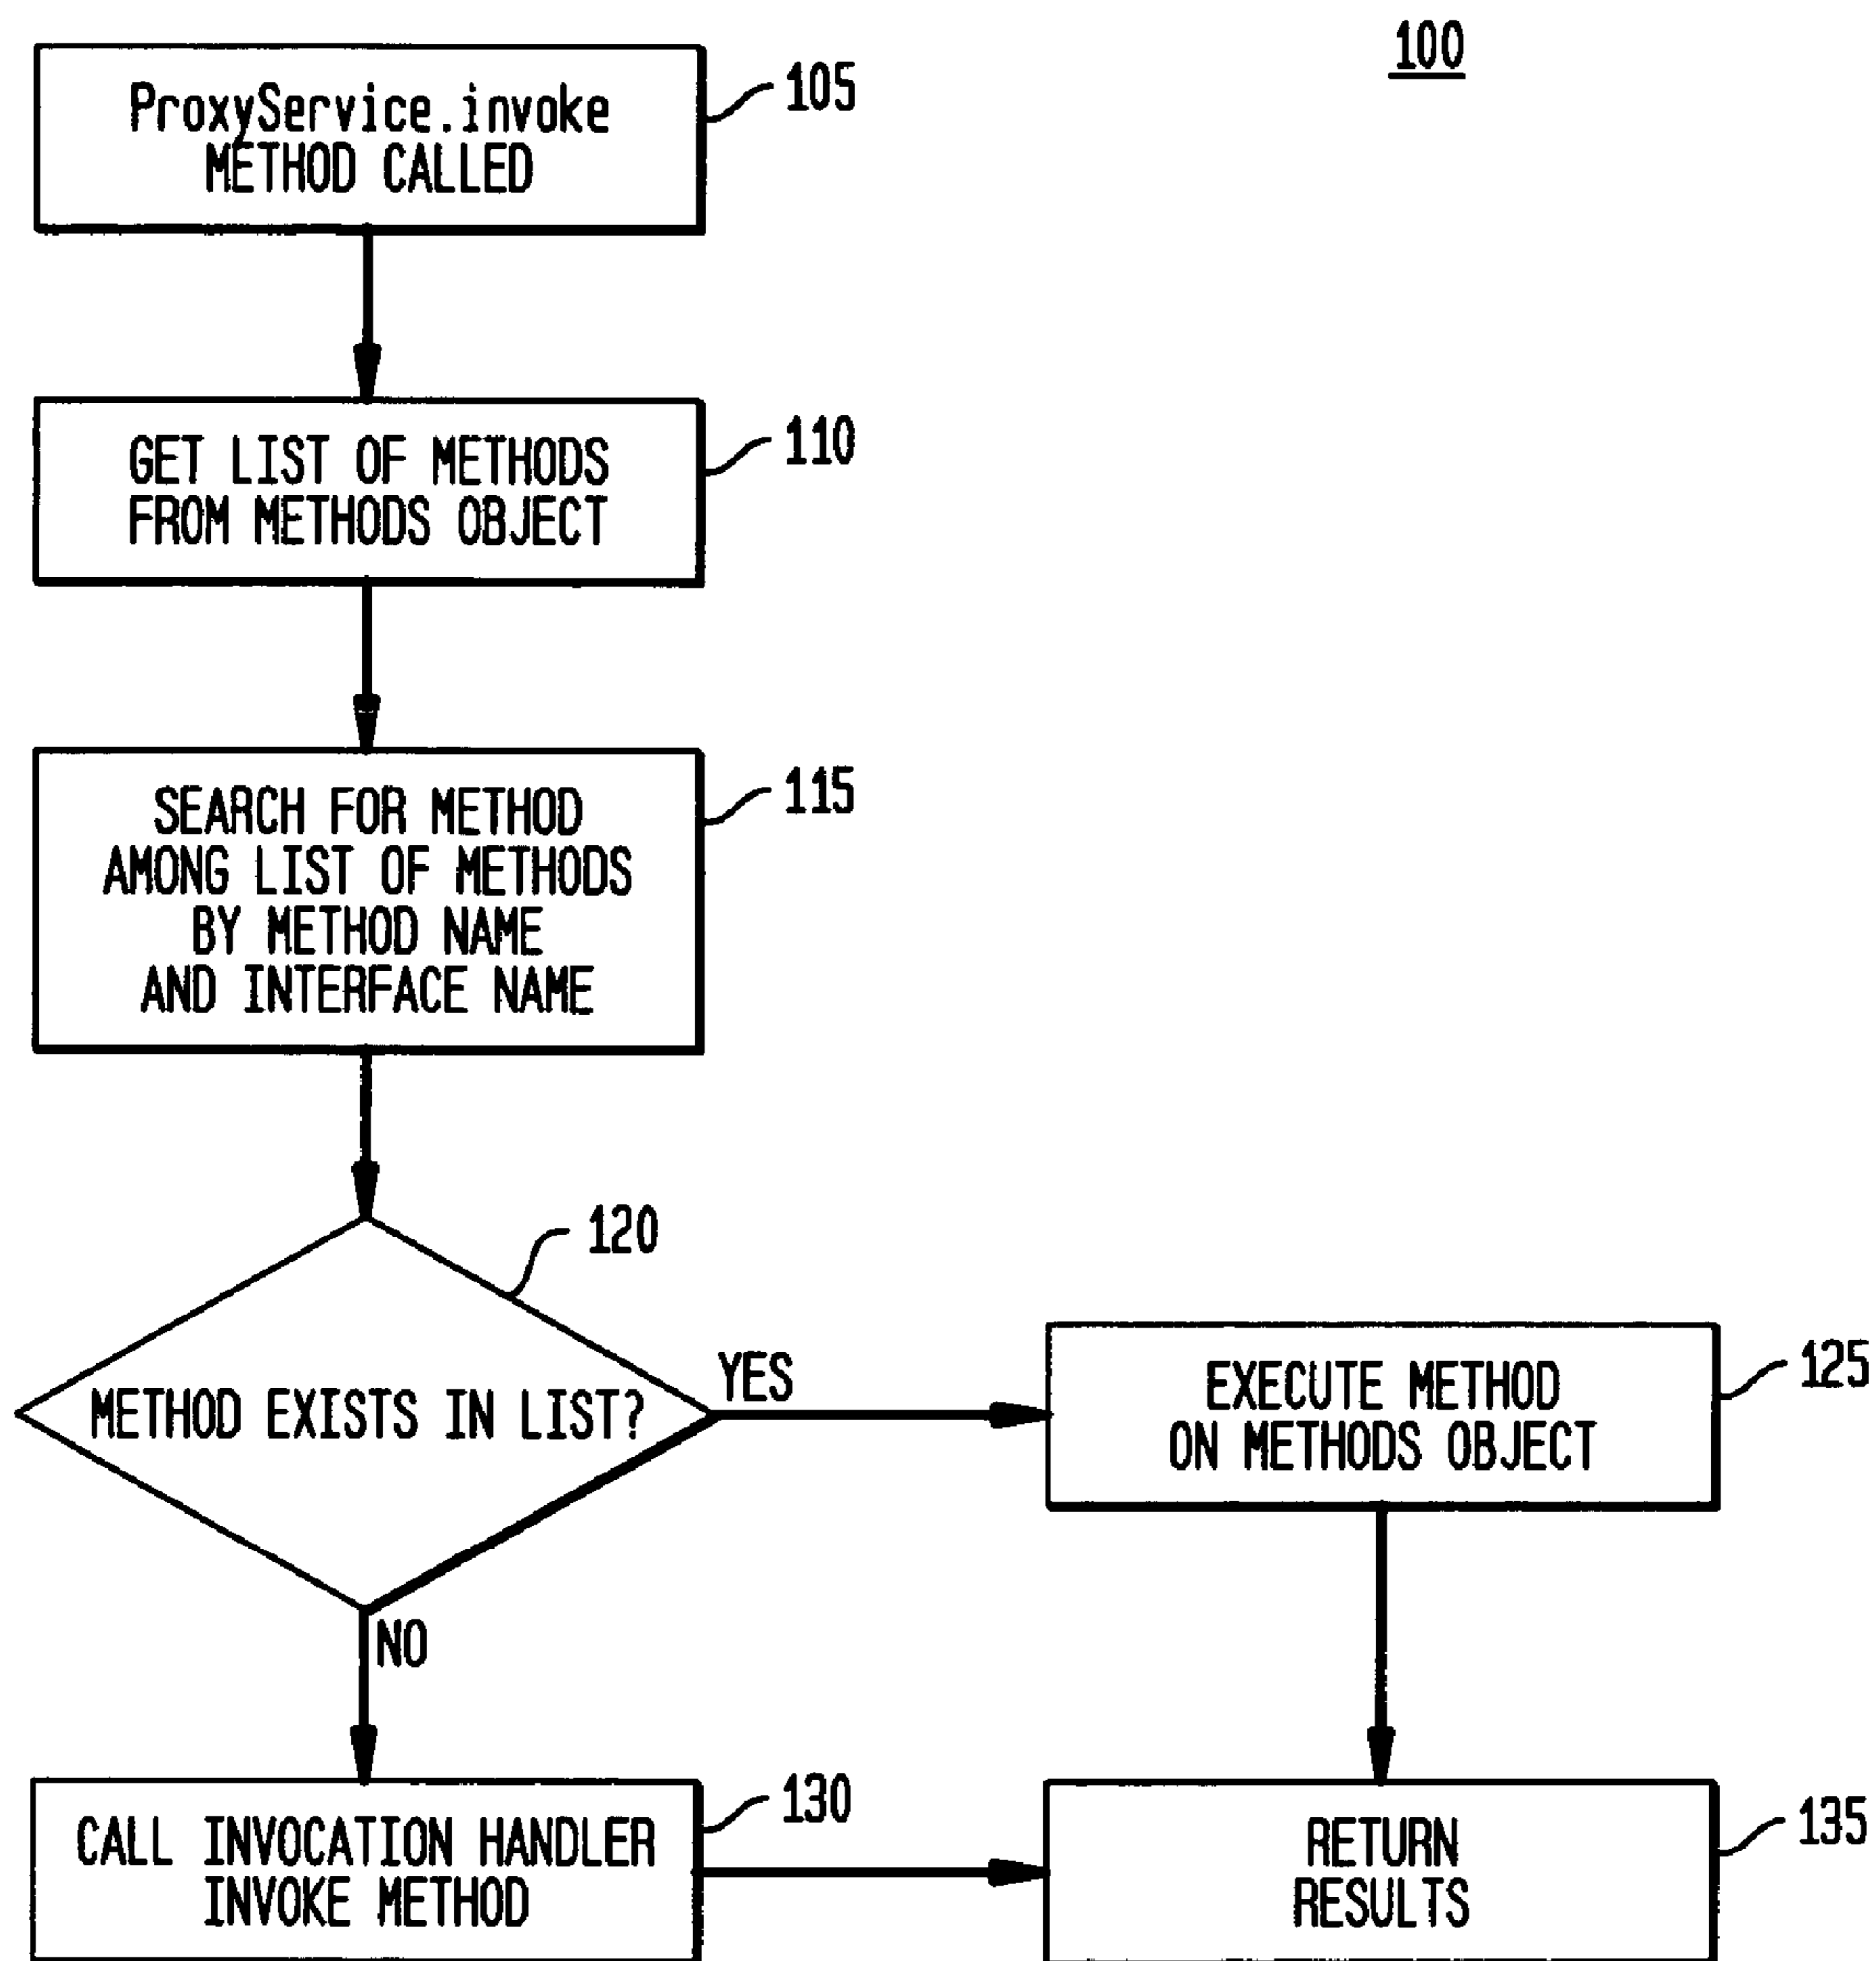 100
ProxyService.invoke
METHOD CALLED
105
GET LIST OF METHODS
FROM METHODS OBJECT
110
SEARCH FOR METHOD
AMONG LIST OF METHODS
BY METHOD NAME
AND INTERFACE NAME
115
120
METHOD EXISTS IN LIST?
YES
EXECUTE METHOD
ON METHODS OBJECT
125
NO
CALL INVOCATION HANDLER
INVOKE METHOD
130
RETURN
RESULTS
135